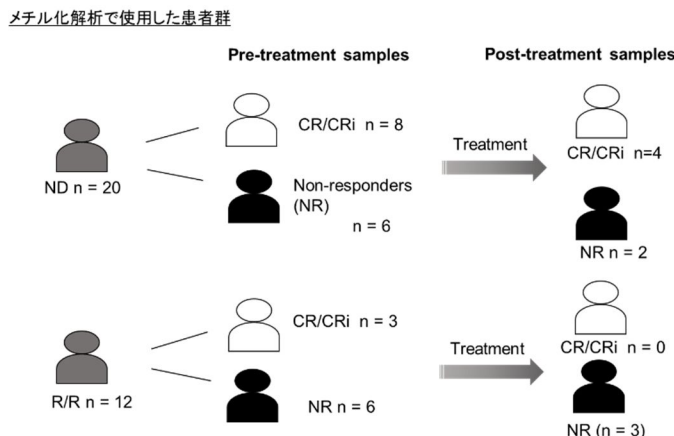 メチル化解析で使用した患者群
Pre-treatment samples
Post-treatment samples
ND n = 20
CR/CRi n = 8
Non-responders
(NR)
n = 6
Treatment
CR/CRi n=4
NR n = 2
R/R n = 12
CR/CRi n = 3
NR n = 6
Treatment
CR/CRi n = 0
NR (n = 3)